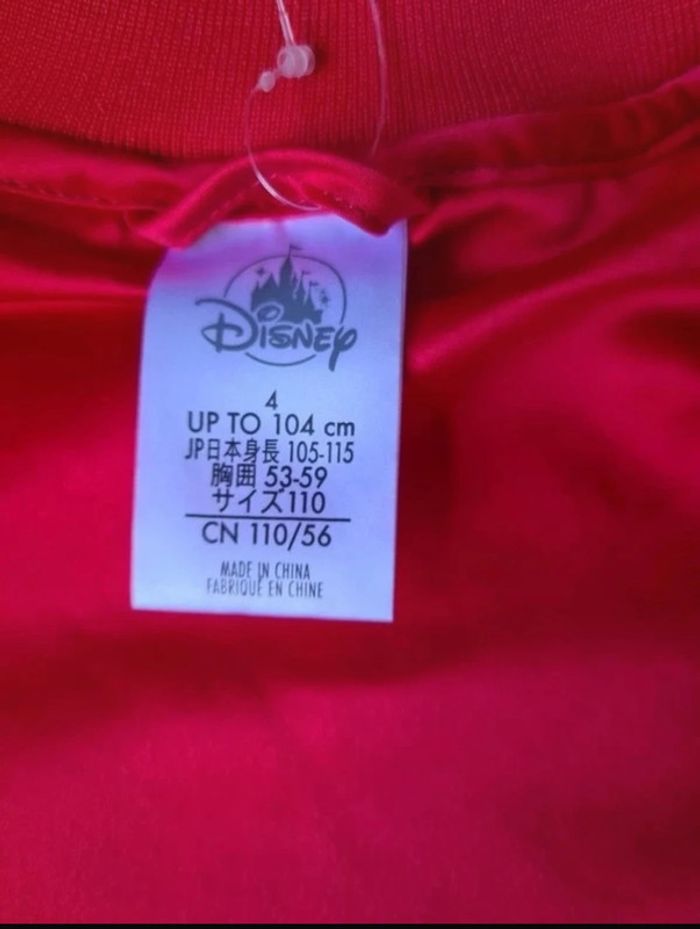 Disney
4
UP TO 104 cm
JP日本身長 105-115
胸囲 53-59
サイズ110
CN 110/56
MADE IN CHINA
FABRIQUÉ EN CHINE